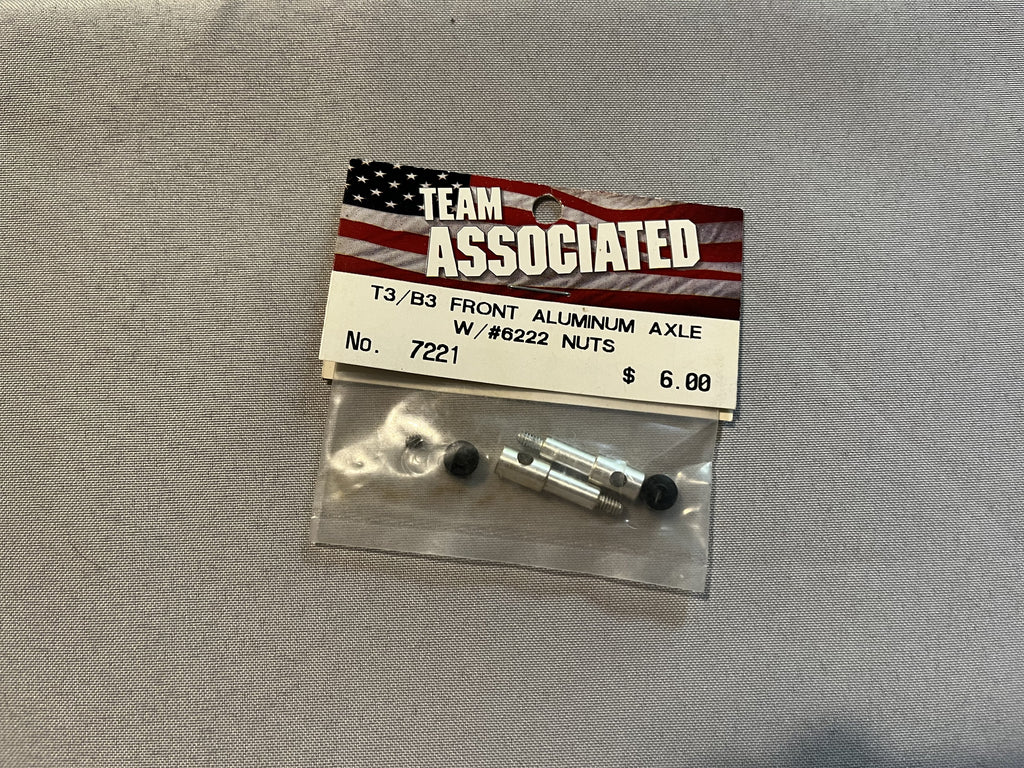 TEAM
ASSOCIATED
T3/B3 FRONT ALUMINUM AXLE
W/#6222 NUTS
No. 7221
$ 6.00